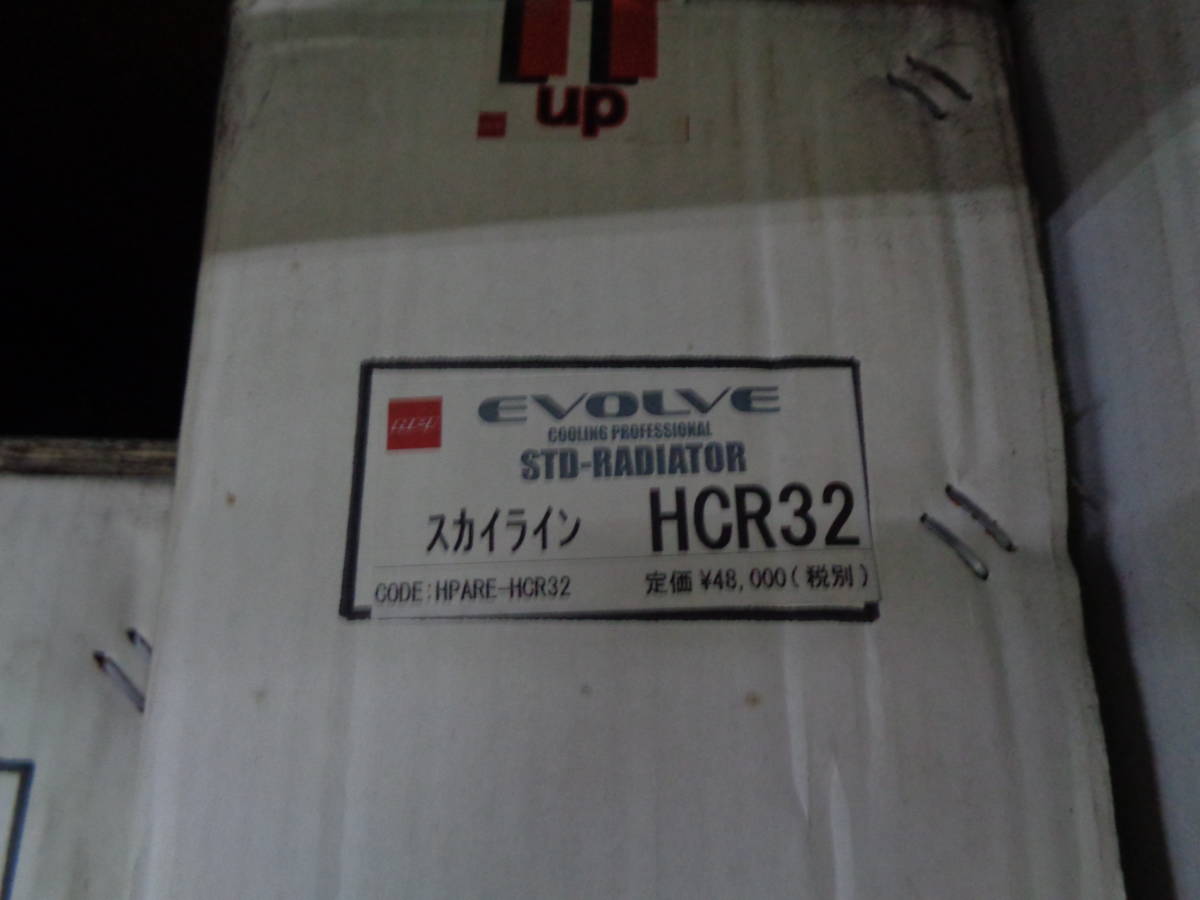 up
EVOLVE
COOLING PROFESSIONAL
STD-RADIATOR
スカイライン HCR32
CODE:HPARE-HCR32 定価 ¥48,000(税別)